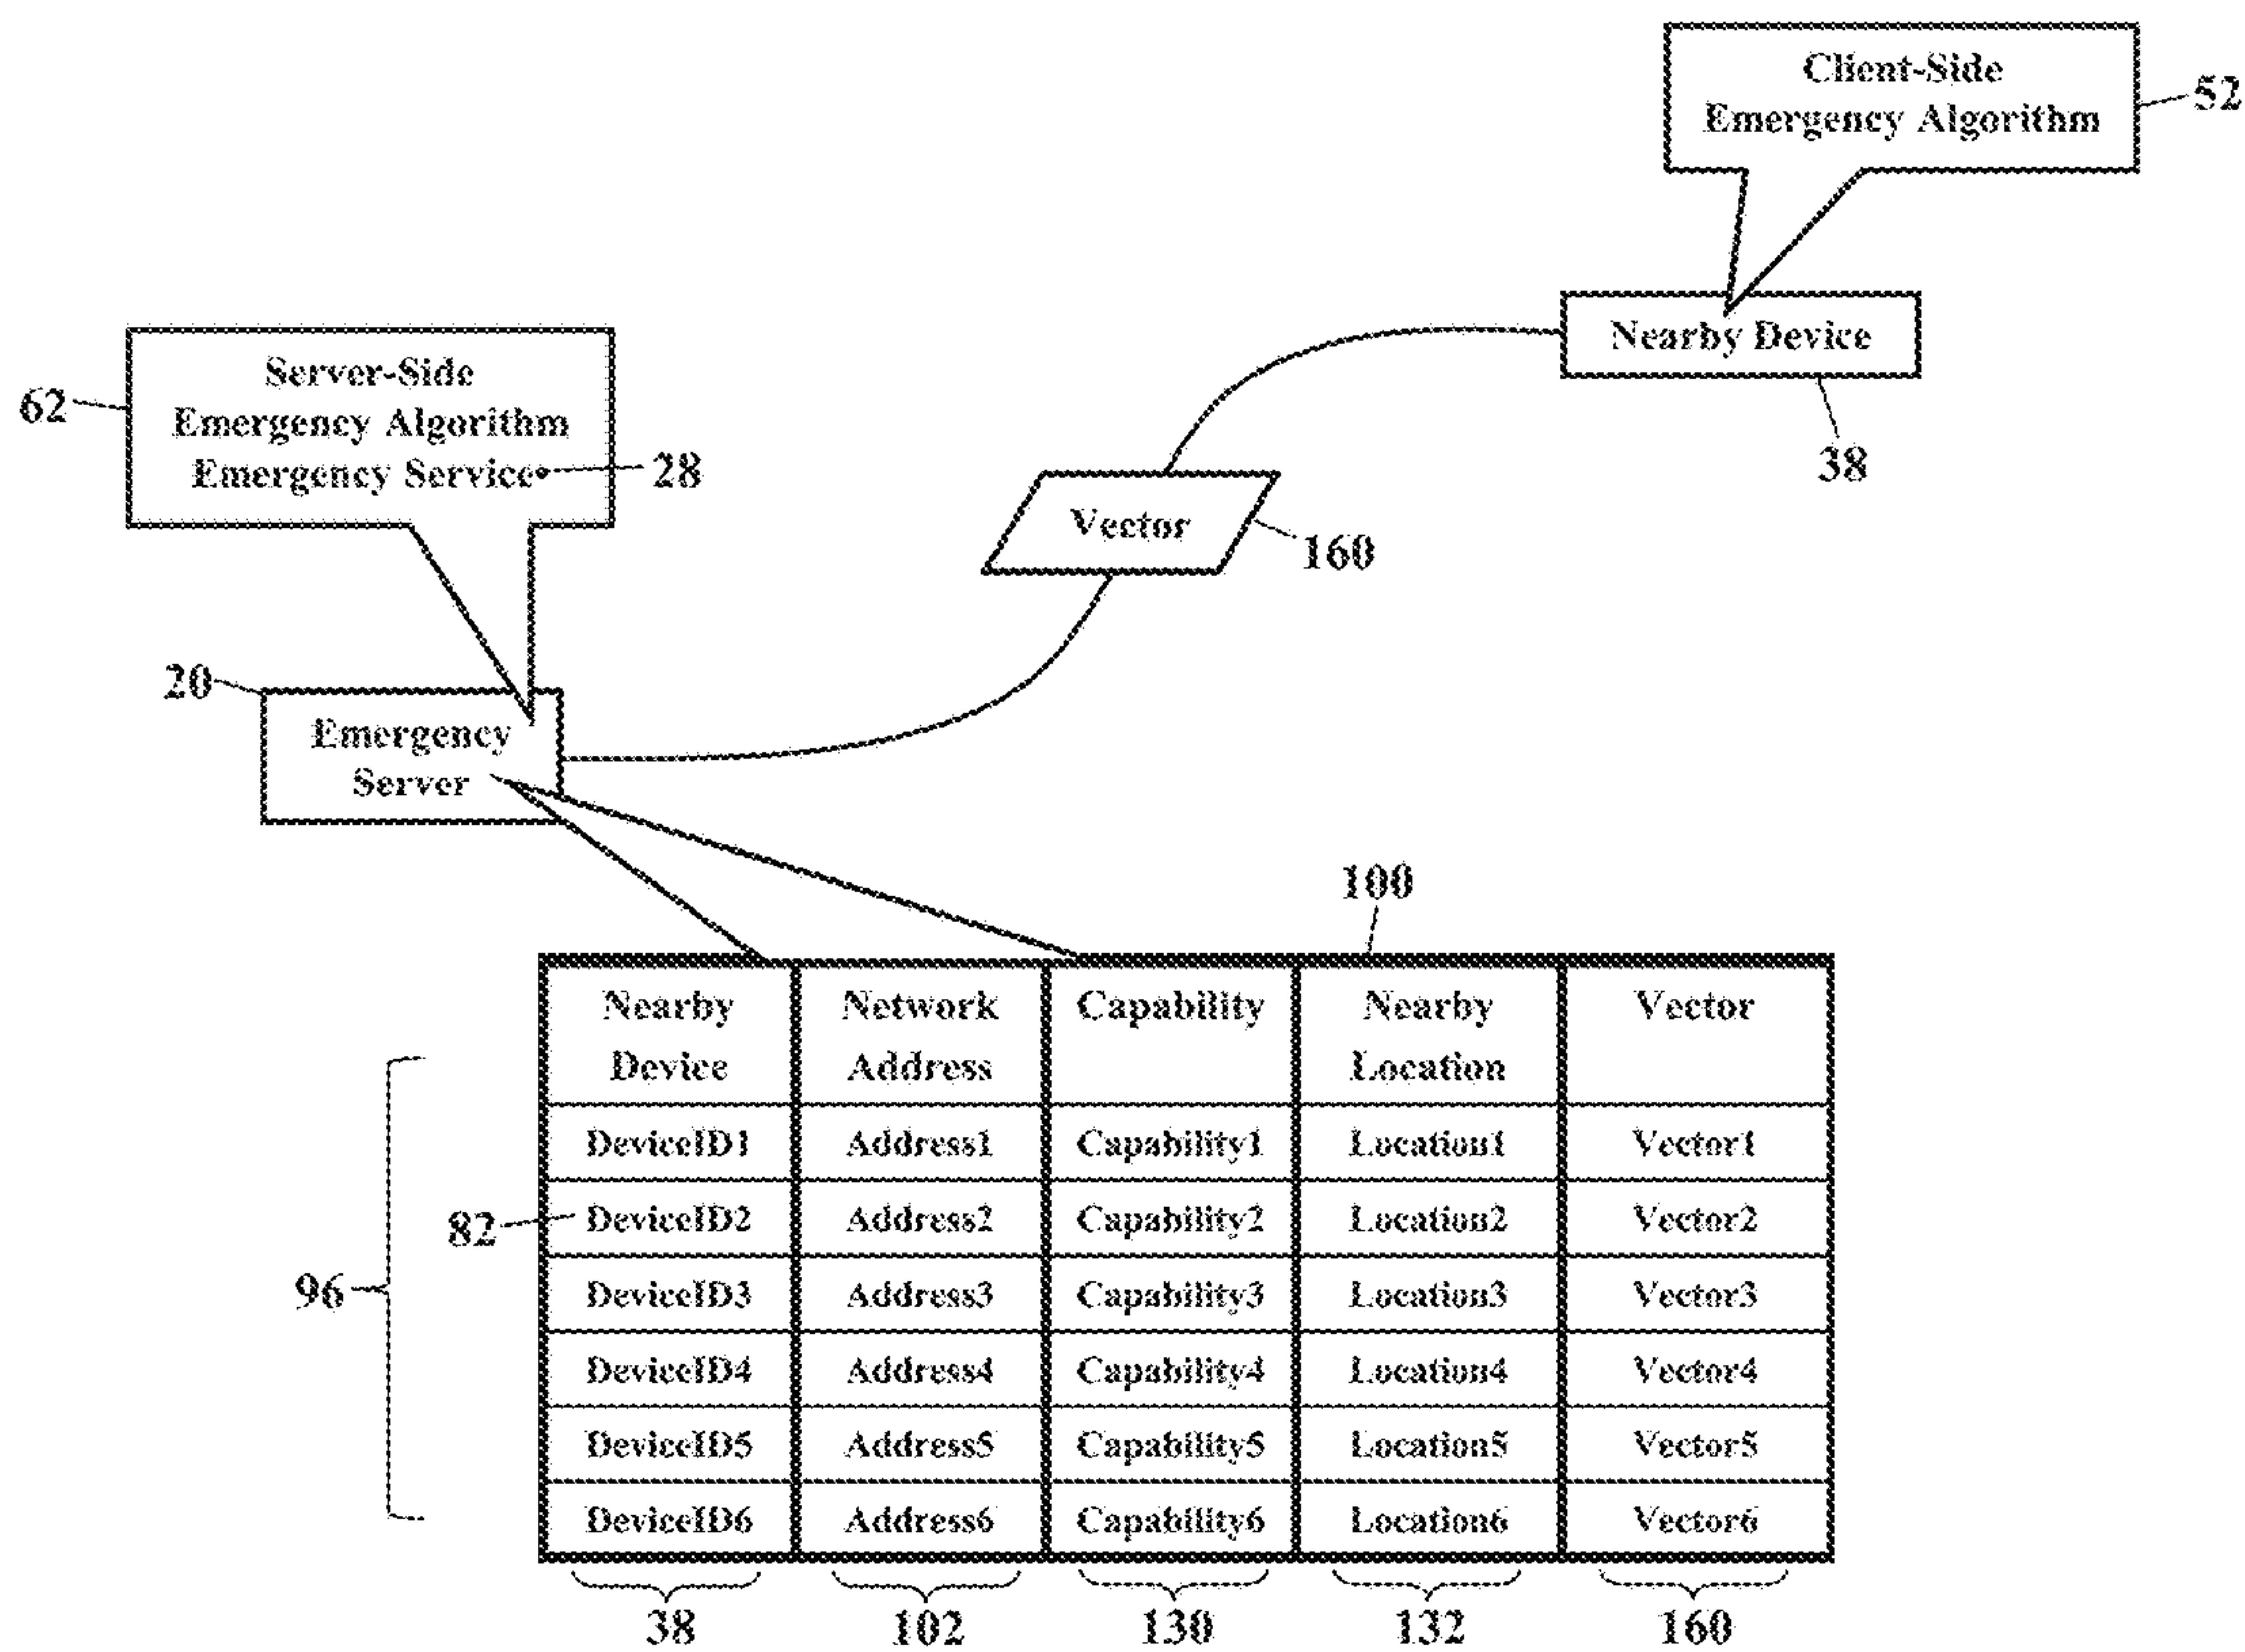 Client-Side
Emergency Algorithm
52
Nearby Device
38
Server-Side
Emergency Algorithm
Emergency Service
62
28
Vector
160
20
Emergency
Server
100
Nearby Device
Network Address
Capability
Nearby Location
Vector
DeviceID1 Address1 Capability1 Location1 Vector1
82
DeviceID2 Address2 Capability2 Location2 Vector2
96
DeviceID3 Address3 Capability3 Location3 Vector3
DeviceID4 Address4 Capability4 Location4 Vector4
DeviceID5 Address5 Capability5 Location5 Vector5
DeviceID6 Address6 Capability6 Location6 Vector6
38 102 130 132 160